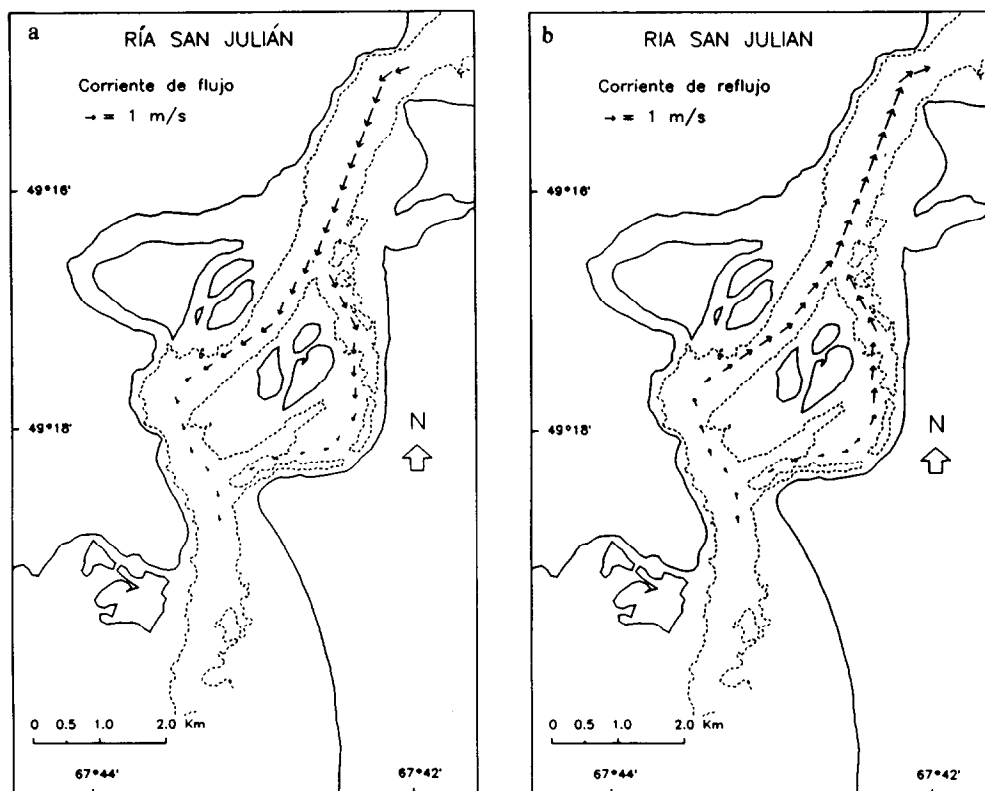 a
RÍA SAN JULIÁN
Corriente de flujo
→ = 1 m/s
49°16'
49°18'
N
0 0.5 1.0 2.0 Km
67°44'
67°42'
b
RIA SAN JULIAN
Corriente de reflujo
→ = 1 m/s
49°16'
49°18'
N
0 0.5 1.0 2.0 Km
67°44'
67°42'